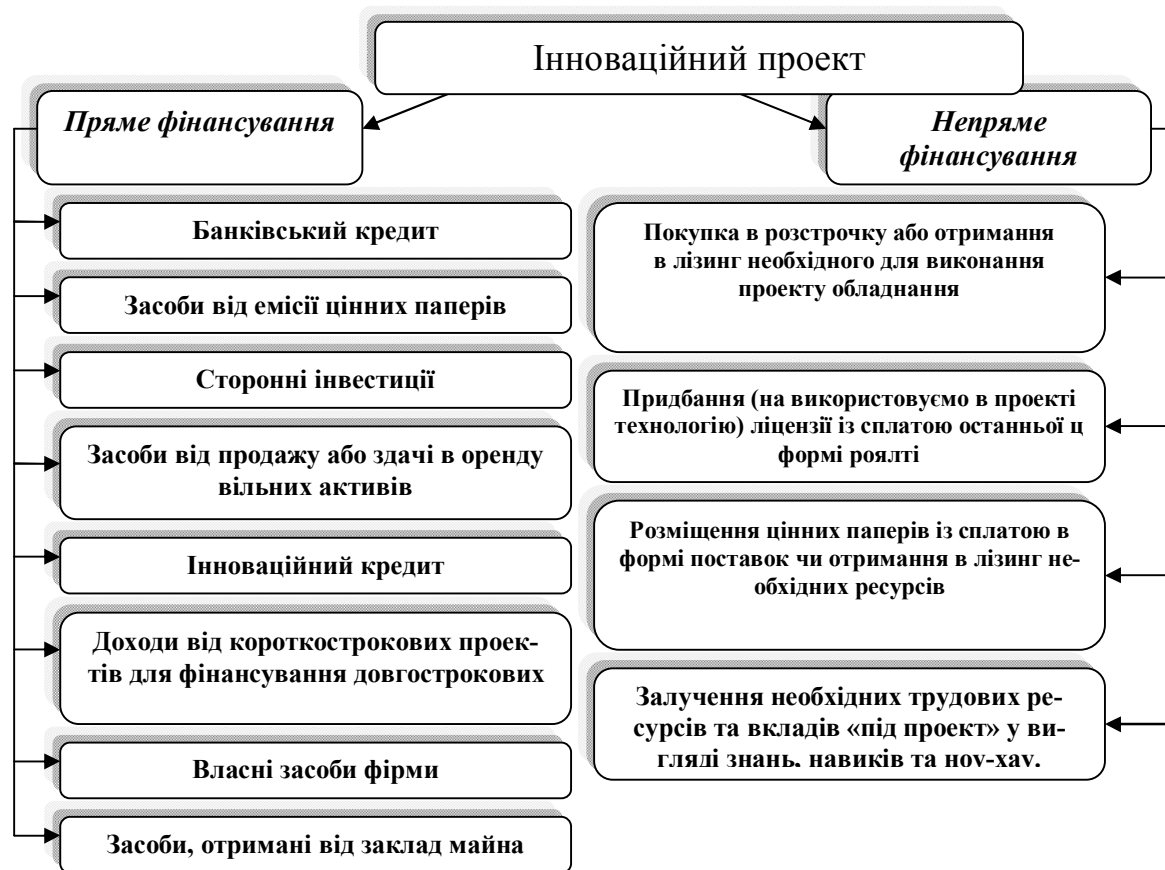 Інноваційний проект
Пряме фінансування
Непряме
фінансування
Банківський кредит
Засоби від емісії цінних паперів
Сторонні інвестиції
Засоби від продажу або здачі в оренду
вільних активів
Інноваційний кредит
Доходи від короткострокових проек-
тів для фінансування довгострокових
Власні засоби фірми
Засоби, отримані від заклад майна
Покупка в розстрочку або отримання
в лізинг необхідного для виконання
проекту обладнання
Придбання (на використовуємо в проекті
технологію) ліцензії із сплатою останньої ц
формі роялті
Розміщення цінних паперів із сплатою в
формі поставок чи отримання в лізинг не-
обхідних ресурсів
Залучення необхідних трудових ре-
сурсів та вкладів «під проект» у ви-
гляді знань, навиків та ноу-хау.